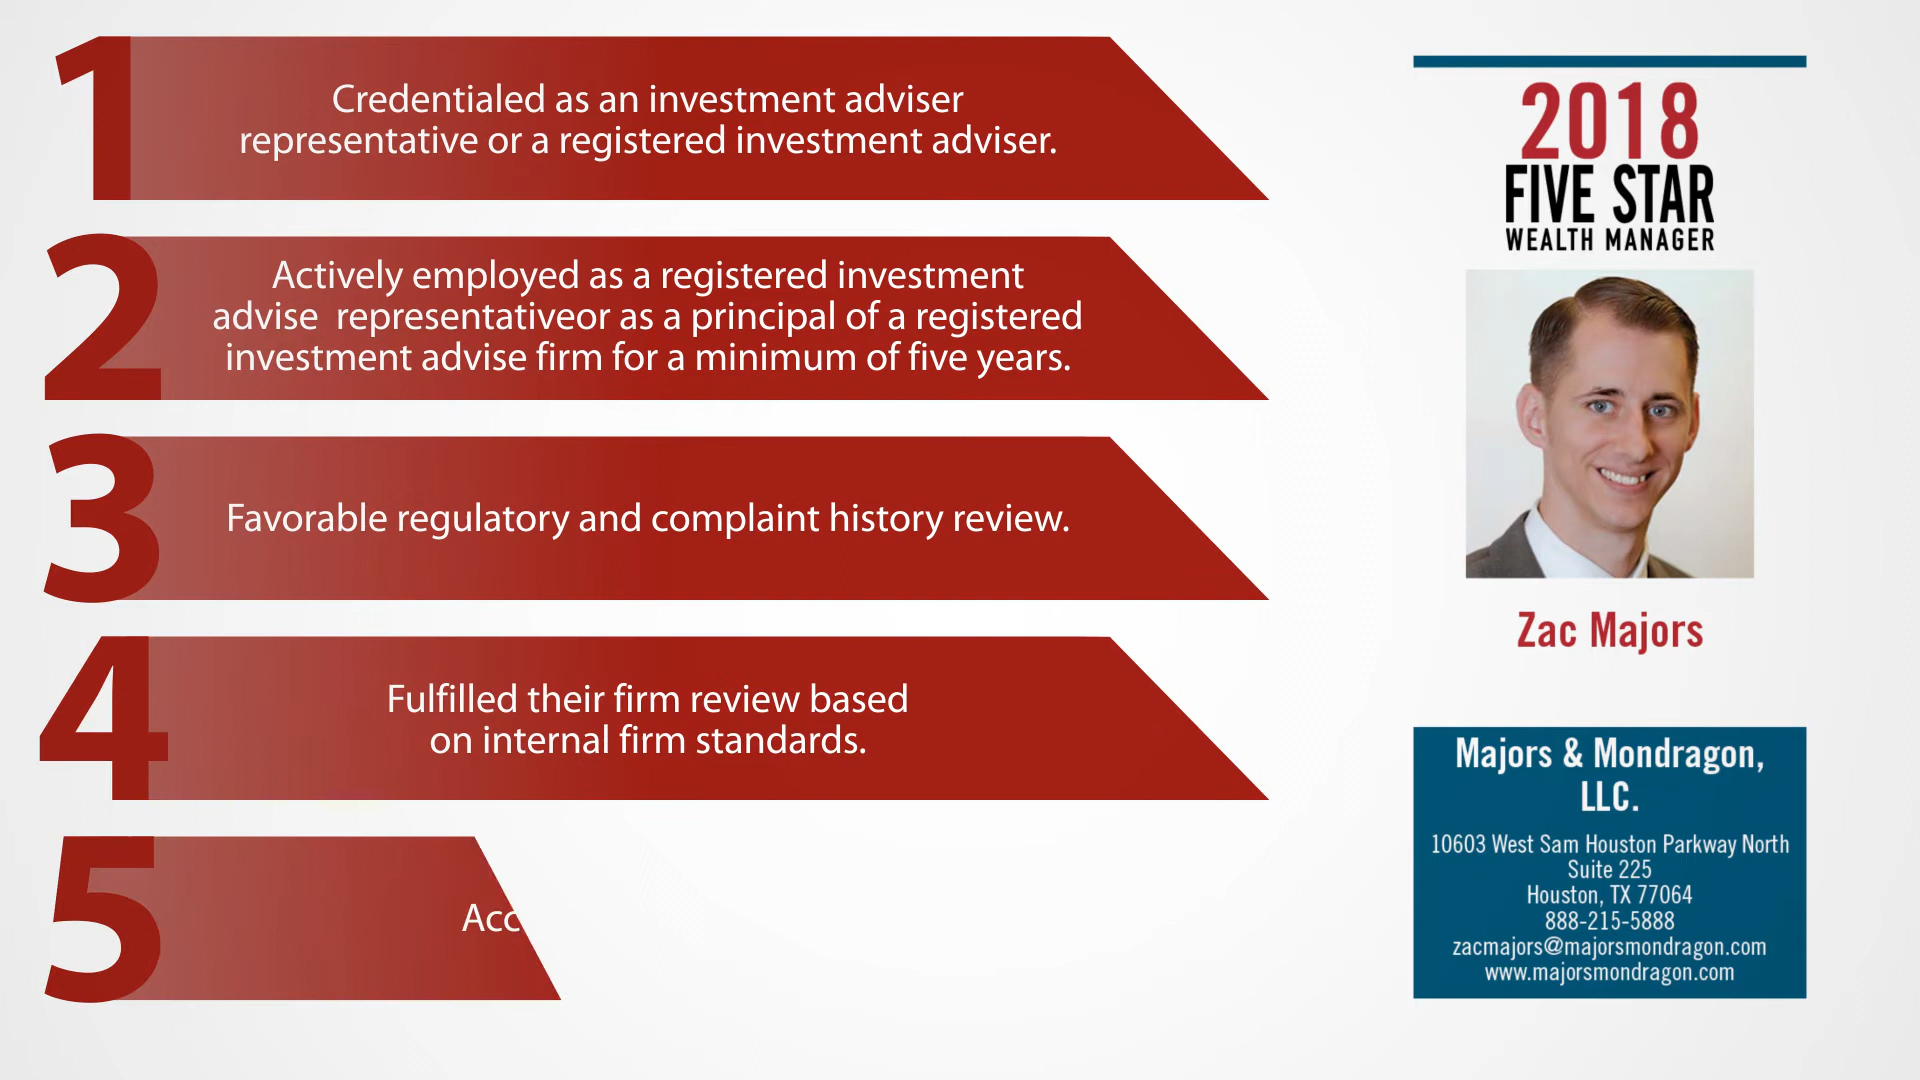 1
Credentialed as an investment adviser
representative or a registered investment adviser.
2
Actively employed as a registered investment
advise  representativeor as a principal of a registered
investment advise firm for a minimum of five years.
3
Favorable regulatory and complaint history review.
4
Fulfilled their firm review based
on internal firm standards.
5
Acc
2018
FIVE STAR
WEALTH MANAGER
Zac Majors
Majors & Mondragon,
LLC.
10603 West Sam Houston Parkway North
Suite 225
Houston, TX 77064
888-215-5888
zacmajors@majorsmondragon.com
www.majorsmondragon.com